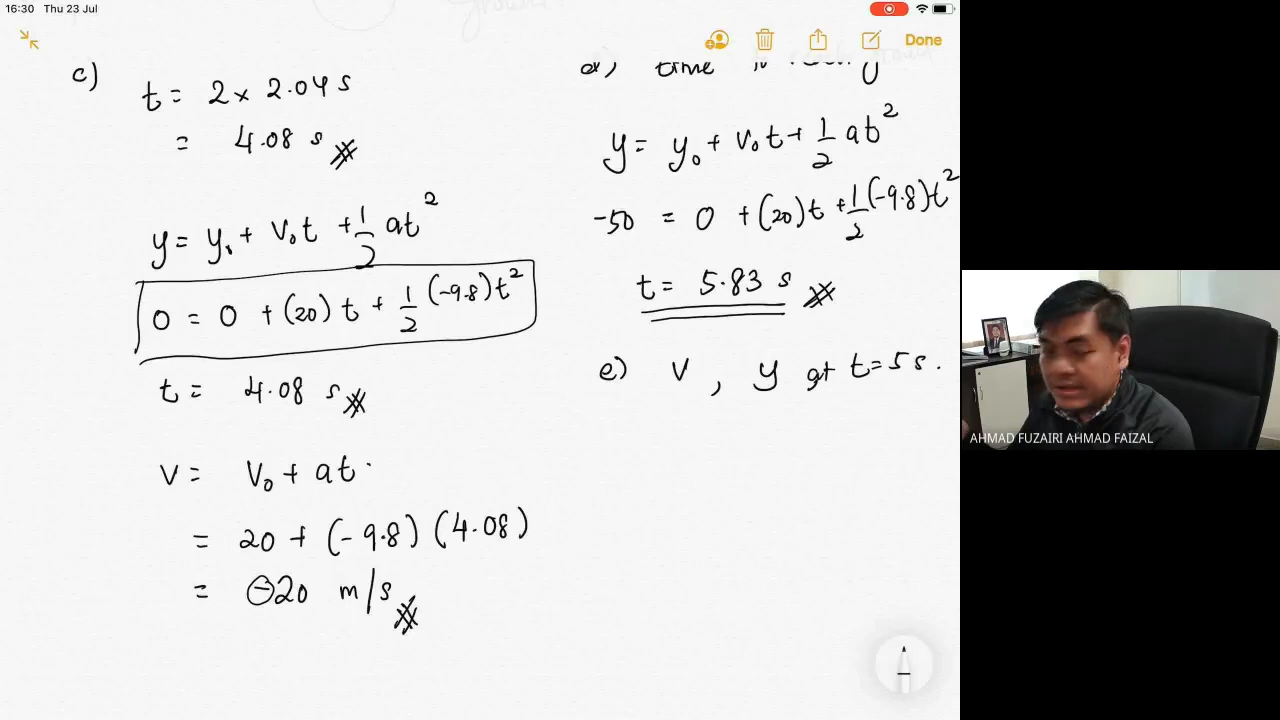 16:30 Thu 23 Jul
Done
c)
t = 2 × 2.04 s
= 4.08 s
y = y₀ + v₀t + 1/2 at²
0 = 0 + (20) t + 1/2 (-9.8)t²
t = 4.08 s
v = v₀ + at
= 20 + (-9.8) (4.08)
= -20 m/s
time
y = y₀ + v₀t + 1/2 at²
-50 = 0 + (20)t + 1/2 (-9.8)t²
t = 5.83 s
e) v, y at t = 5 s.
AHMAD FUZAIRI AHMAD FAIZAL